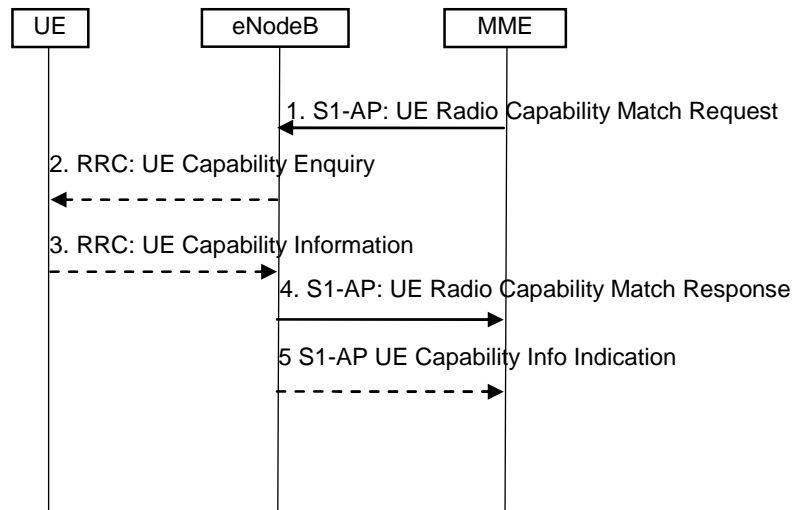 UE
eNodeB
MME
1. S1-AP: UE Radio Capability Match Request
2. RRC: UE Capability Enquiry
3. RRC: UE Capability Information
4. S1-AP: UE Radio Capability Match Response
5 S1-AP UE Capability Info Indication